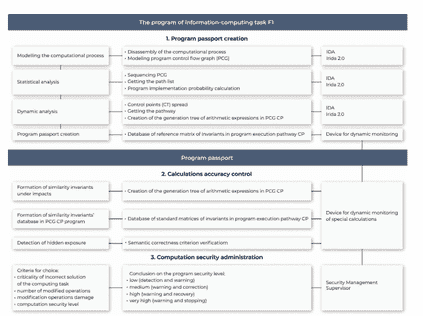 The program of information-computing task F1
1. Program passport creation
Modelling the computational process
• Disassembly of the computational process
• Modeling program control flow graph (PCG)
IDA
Irida 2.0
Statistical analysis
• Sequencing PCG
• Getting the path list
• Program implementation probability calculation
IDA
Irida 2.0
Dynamic analysis
• Control points (CT) spread
• Getting the pathway
• Creation of the generation tree of arithmetic expressions in PCG CP
IDA
Irida 2.0
Program passport creation
• Database of reference matrix of invariants in program execution pathway CP
Device for dynamic monitoring
Program passport
2. Calculations accuracy control
Formation of similarity invariants
under impacts
• Creation of the generation tree of arithmetic expressions in PCG CP
Formation of similarity invariants'
database in PCG CP program
• Database of standard matrices of invariants in program execution pathway CP
Device for dynamic monitoring
of special calculations
Detection of hidden exposure
• Semantic correctness criterion verification
3. Computation security administration
Criteria for choice:
• criticality of incorrect solution
of the computing task
• number of modified operations
• modification operations damage
• computation security level
Conclusion on the program security level:
• low (detection and warning)
• medium (warning and correction)
• high (warning and recovery)
• very high (warning and stopping)
Security Management
Supervisor